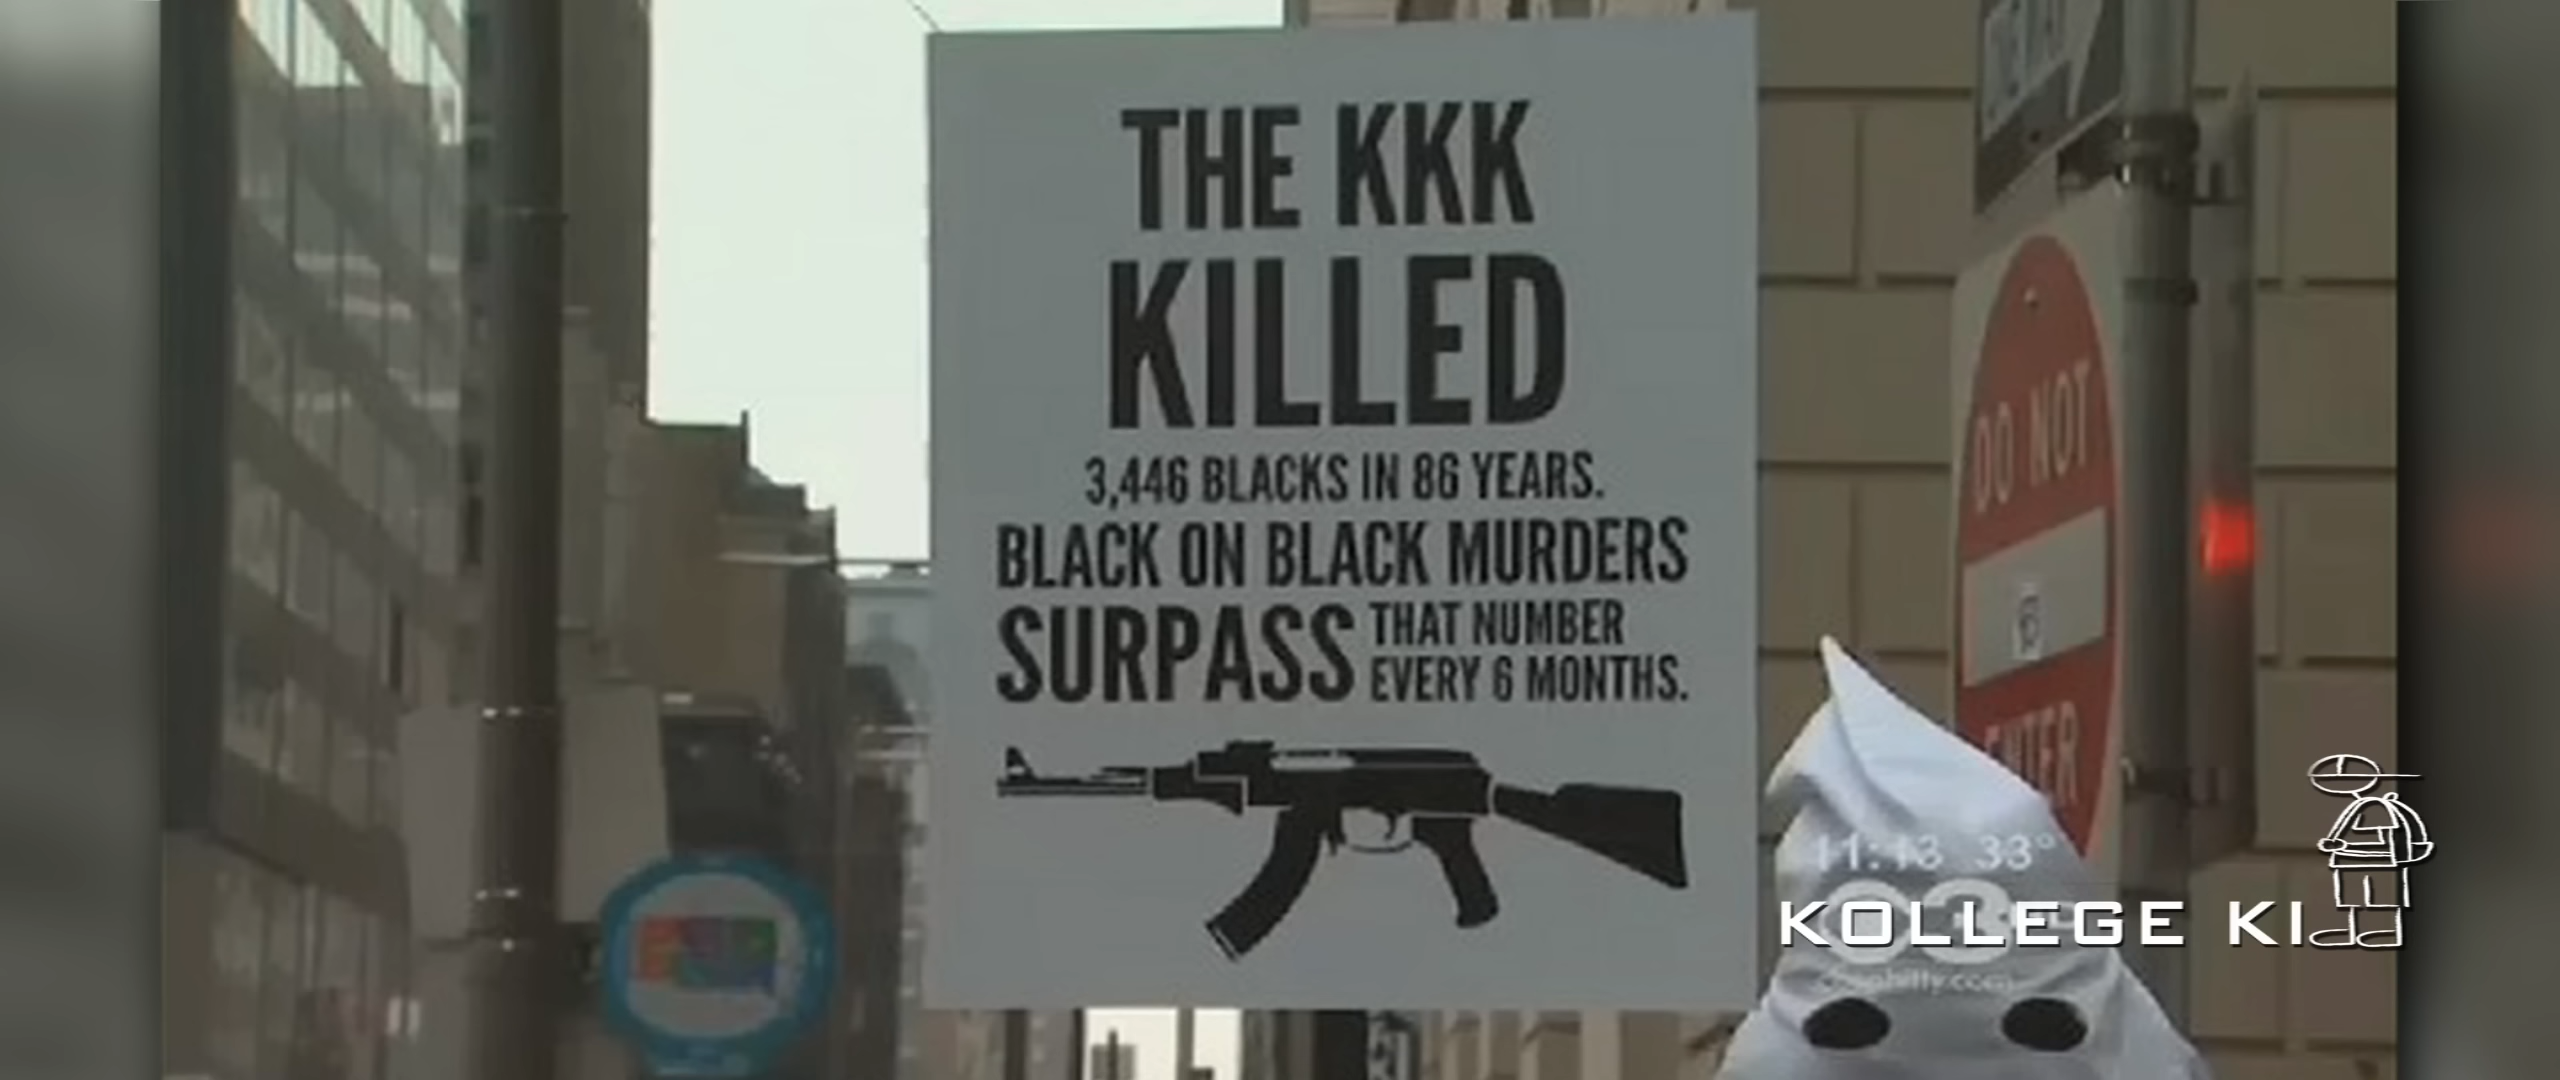 THE KKK
KILLED
3,446 BLACKS IN 86 YEARS.
BLACK ON BLACK MURDERS
SURPASS THAT NUMBER
EVERY 6 MONTHS.
DO NOT
ENTER
11:13 33°
KOLLEGE KIDD